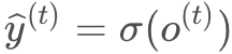 ŷ^(t) = σ(o^(t))